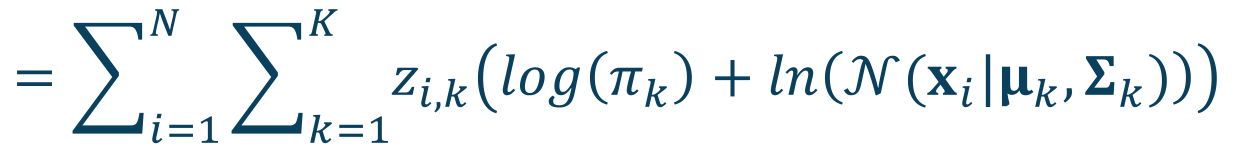 = ∑_{i=1}^{N} ∑_{k=1}^{K} z_{i,k}(log(π_k) + ln(𝒩(𝐱_i|𝛍_k, 𝚺_k)))